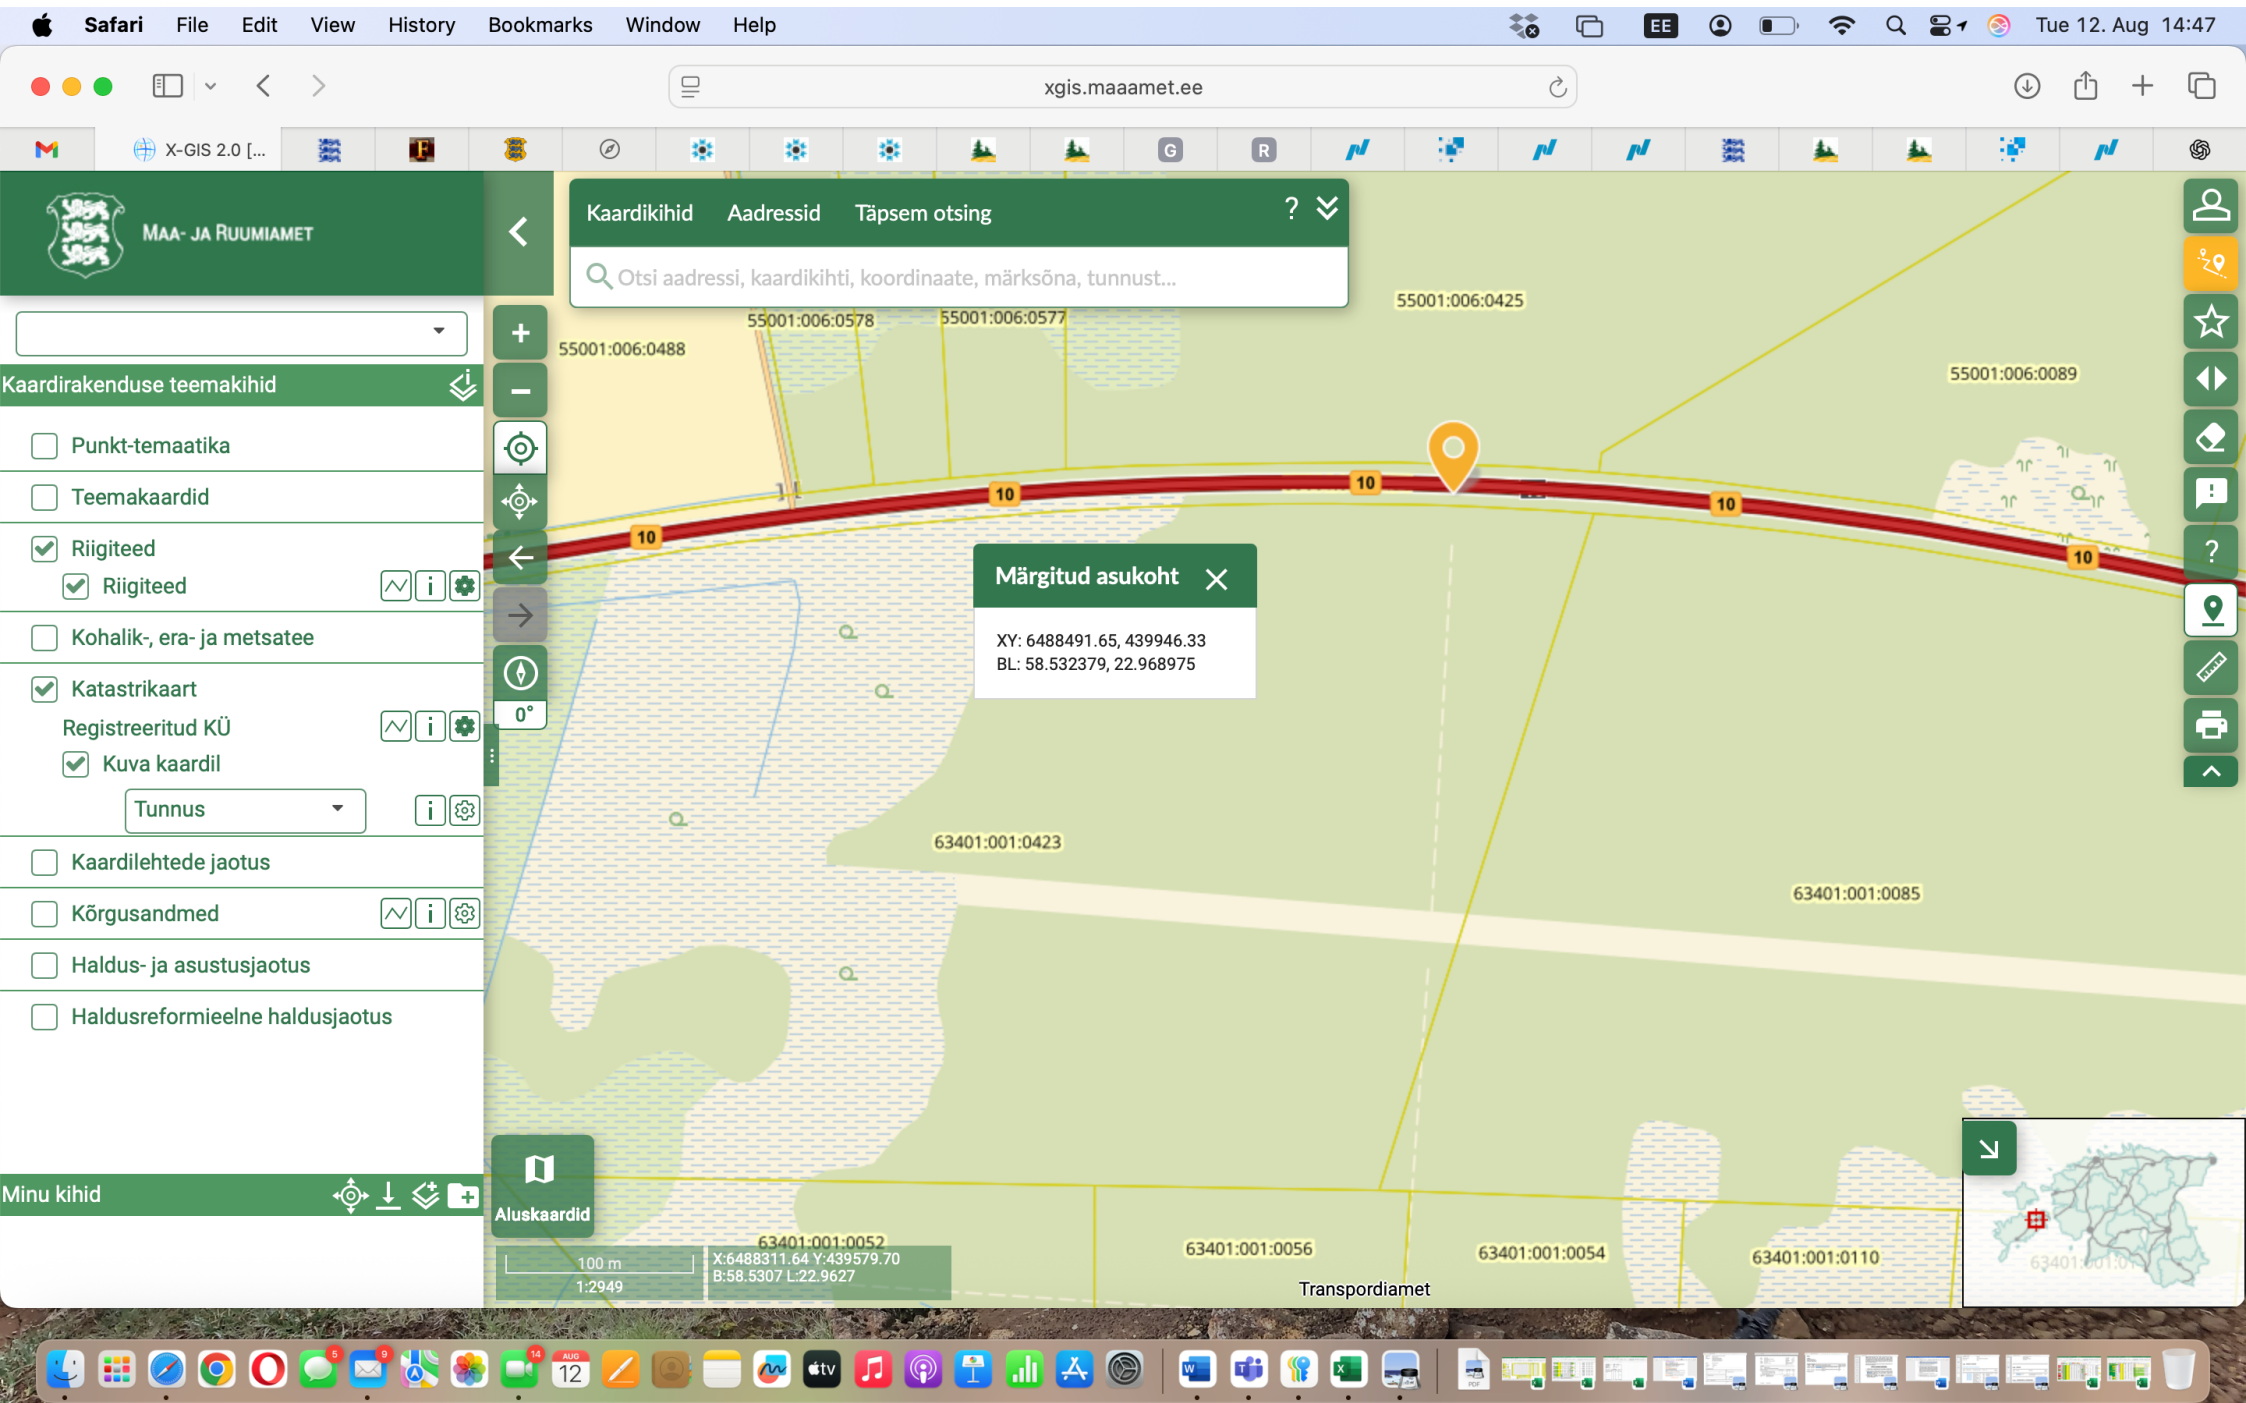 Safari File Edit View History Bookmarks Window Help
EE
Tue 12. Aug 14:47
xgis.maaamet.ee
X-GIS 2.0 [...
F
G
R
MAA- JA RUUMIAMET
Kaardikihid Aadressid Täpsem otsing ?
Otsi aadressi, kaardikihti, koordinaate, märksõna, tunnust...
Kaardirakenduse teemakihid
Punkt-temaatika
Teemakaardid
Riigiteed
Riigiteed
Kohalik-, era- ja metsatee
Katastrikaart
Registreeritud KÜ
Kuva kaardil
Tunnus
Kaardilehtede jaotus
Kõrgusandmed
Haldus- ja asustusjaotus
Haldusreformieelne haldusjaotus
Minu kihid
0°
55001:006:0425
55001:006:0578
55001:006:0577
55001:006:0488
55001:006:0089
10
10
10
10
10
Märgitud asukoht
XY: 6488491.65, 439946.33
BL: 58.532379, 22.968975
63401:001:0423
63401:001:0085
63401:001:0052
63401:001:0056
63401:001:0054
63401:001:0110
Aluskaardid
100 m
1:2949
X:6488311.64 Y:439579.70
B:58.5307 L:22.9627
Transpordiamet
5
9
14
AUG
12
tv
PDF